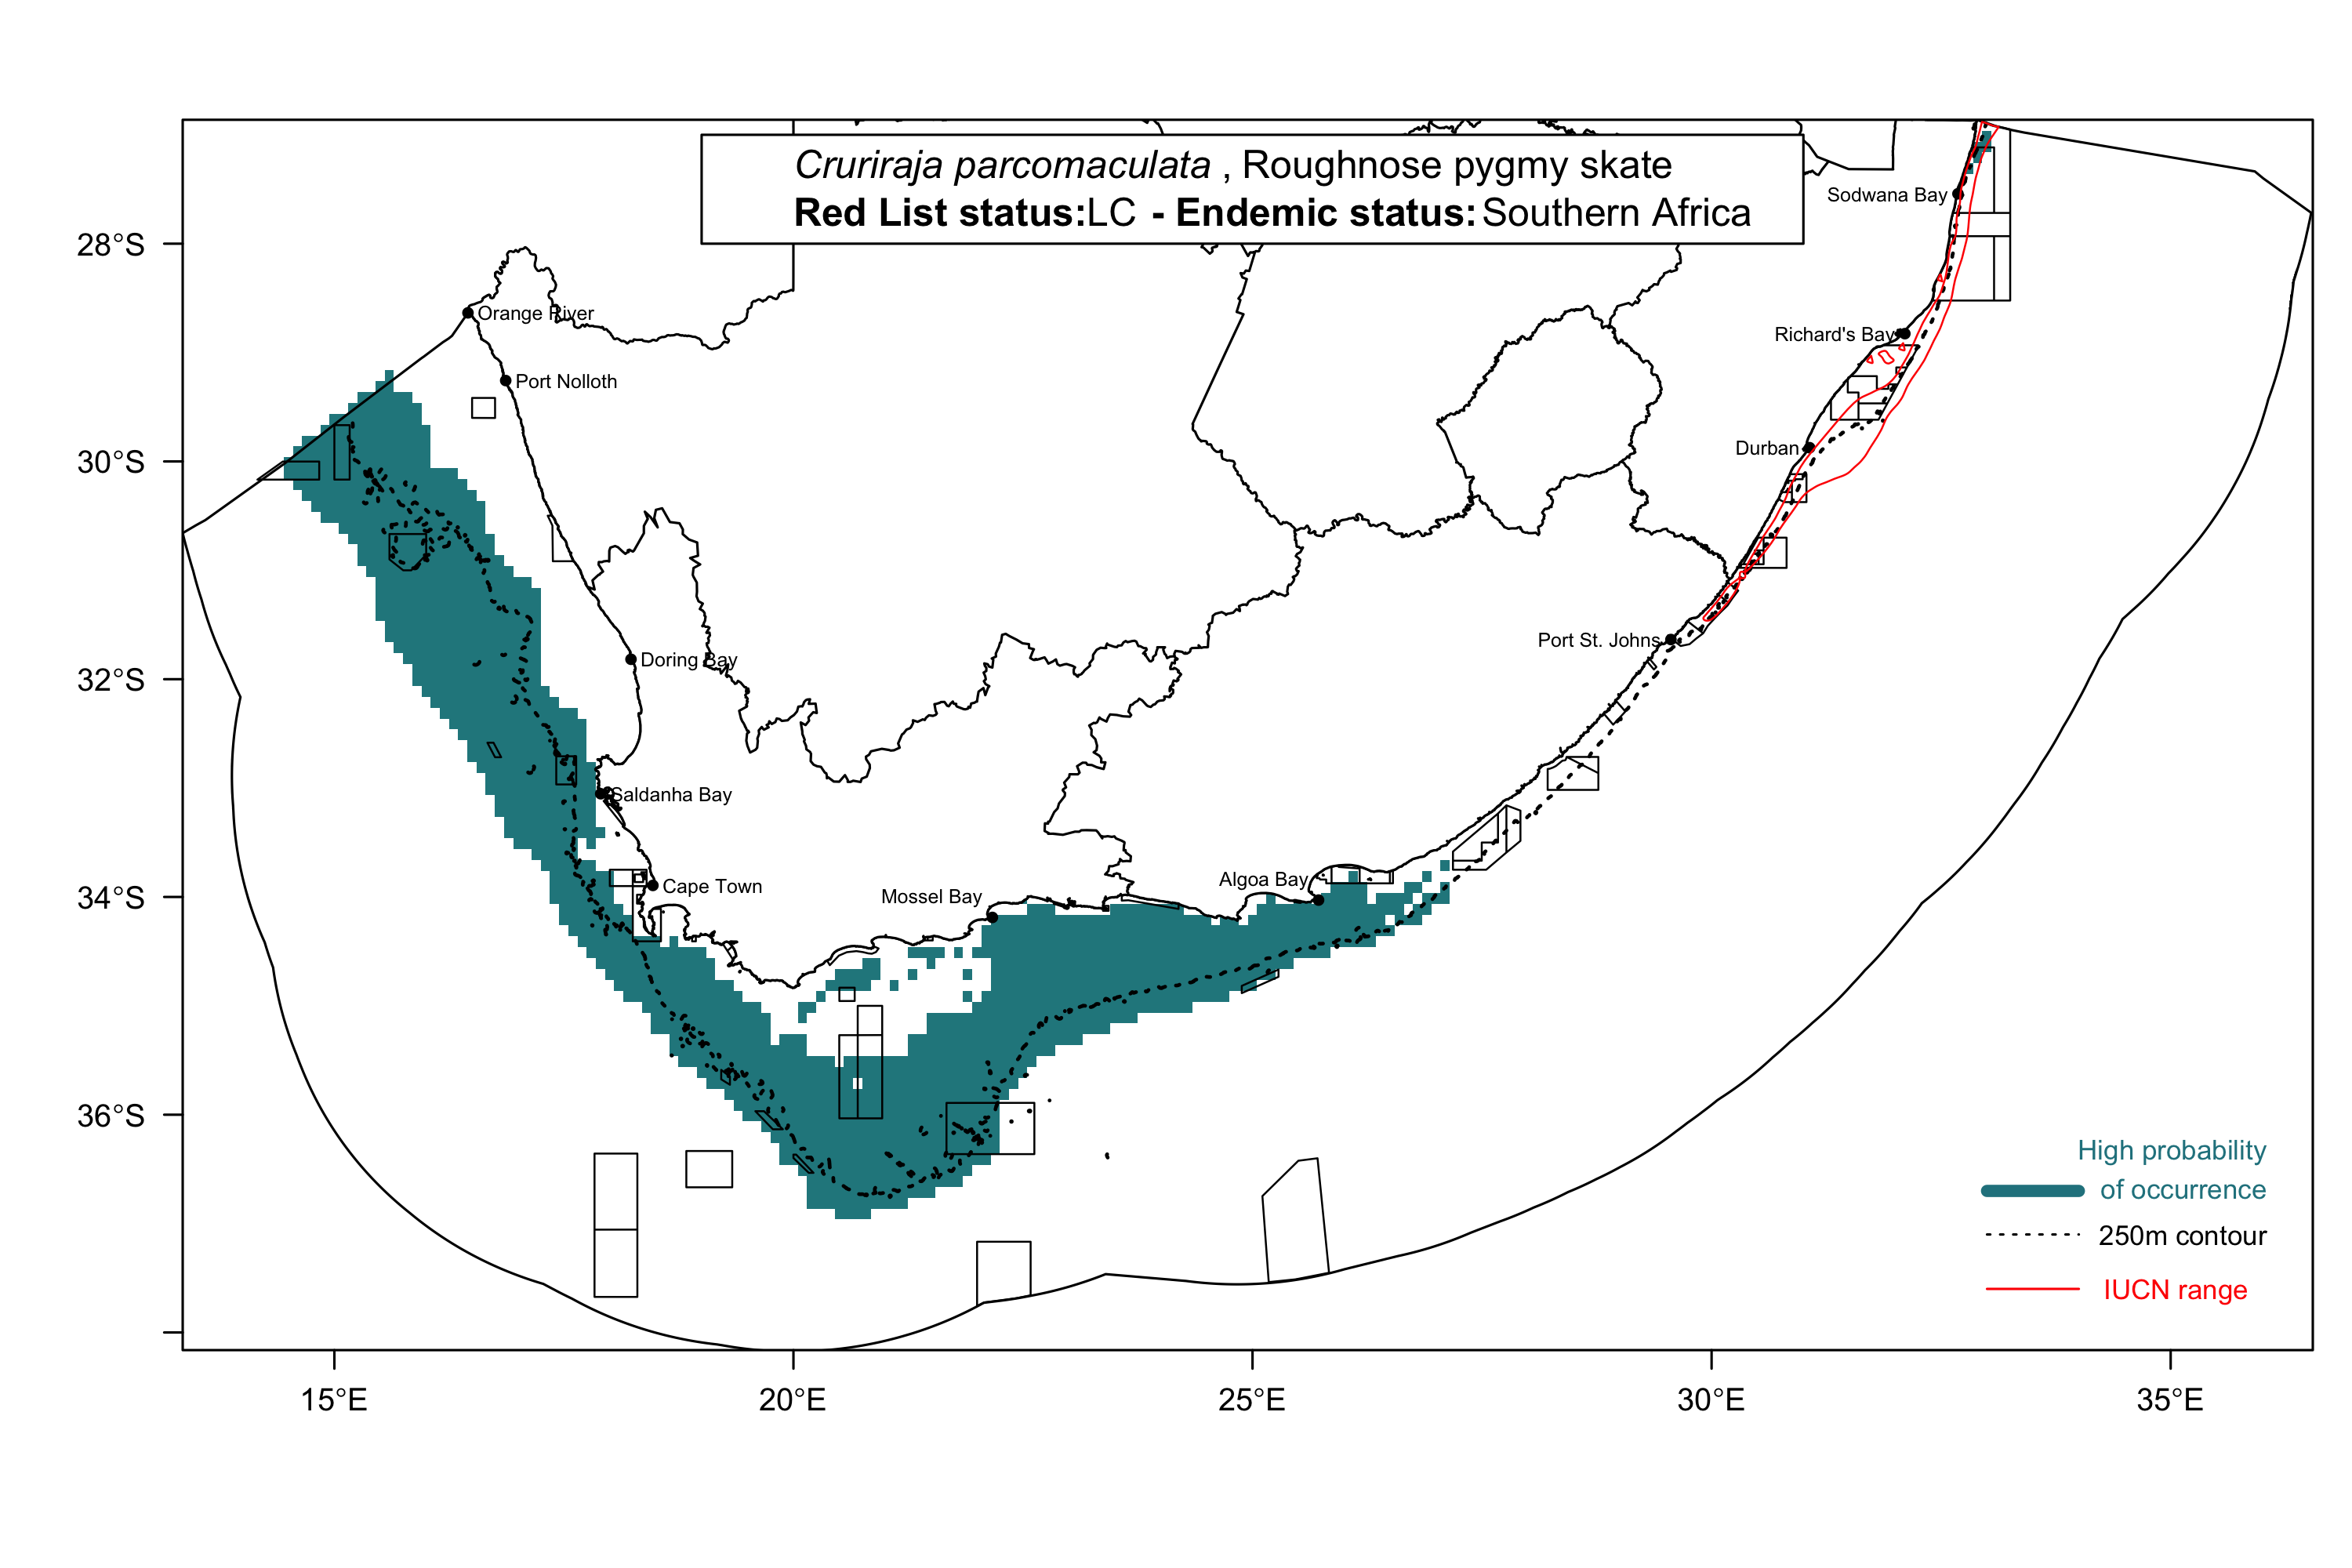 Cruriraja parcomaculata , Roughnose pygmy skate
Red List status:LC - Endemic status:Southern Africa
Sodwana Bay
28°S
Orange River
Richard's Bay
Port Nolloth
Durban
30°S
Port St. Johns
Doring Bay
32°S
Saldanha Bay
Algoa Bay
Cape Town
Mossel Bay
34°S
36°S
High probability
of occurrence
250m contour
IUCN range
15°E
20°E
25°E
30°E
35°E